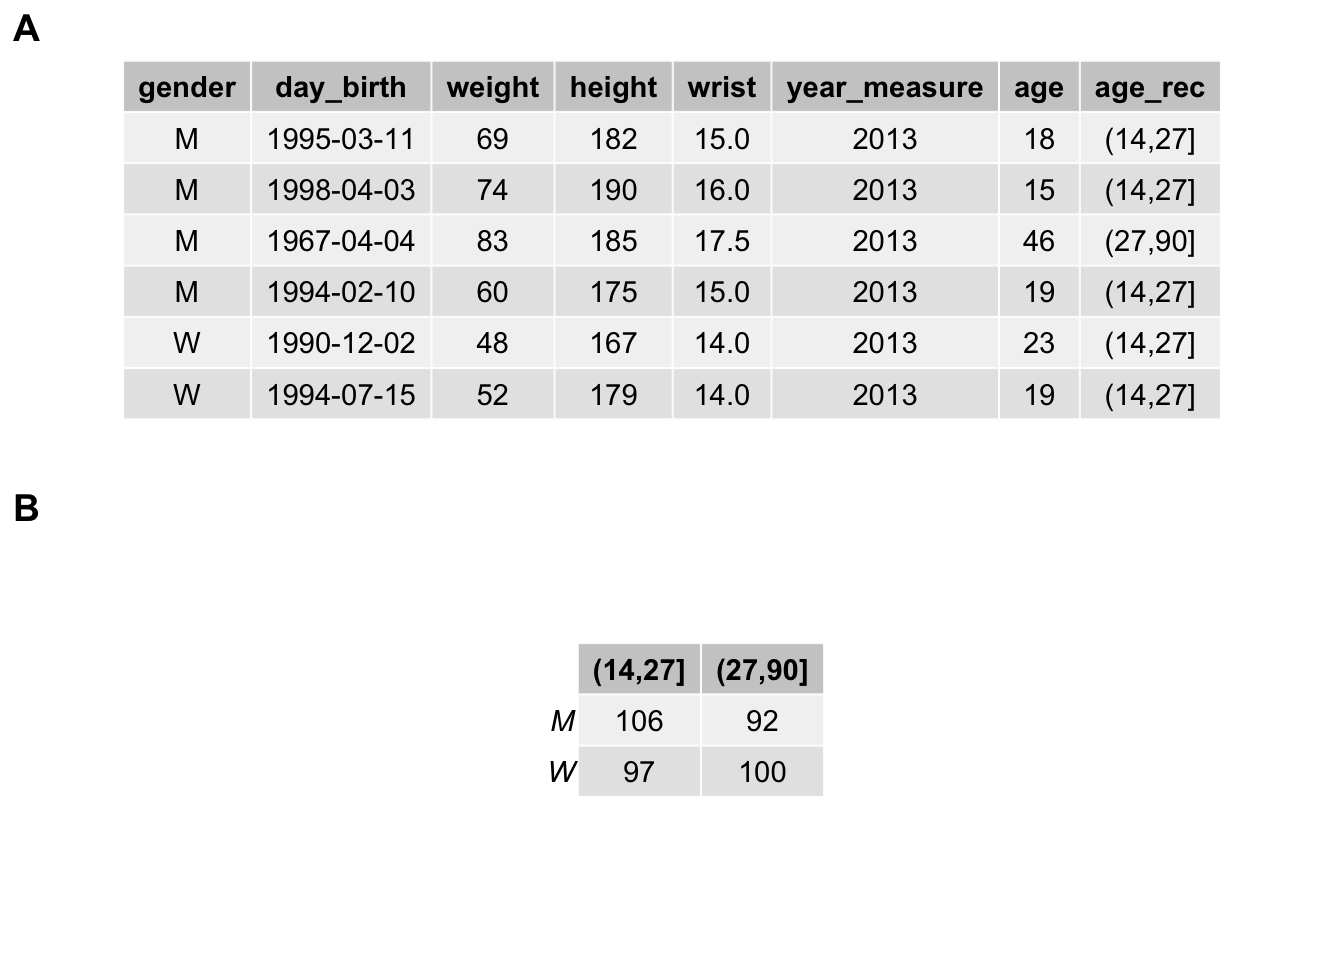 A
gender day_birth weight height wrist year_measure age age_rec
M 1995-03-11 69 182 15.0 2013 18 (14,27]
M 1998-04-03 74 190 16.0 2013 15 (14,27]
M 1967-04-04 83 185 17.5 2013 46 (27,90]
M 1994-02-10 60 175 15.0 2013 19 (14,27]
W 1990-12-02 48 167 14.0 2013 23 (14,27]
W 1994-07-15 52 179 14.0 2013 19 (14,27]
B
(14,27] (27,90]
M 106 92
W 97 100